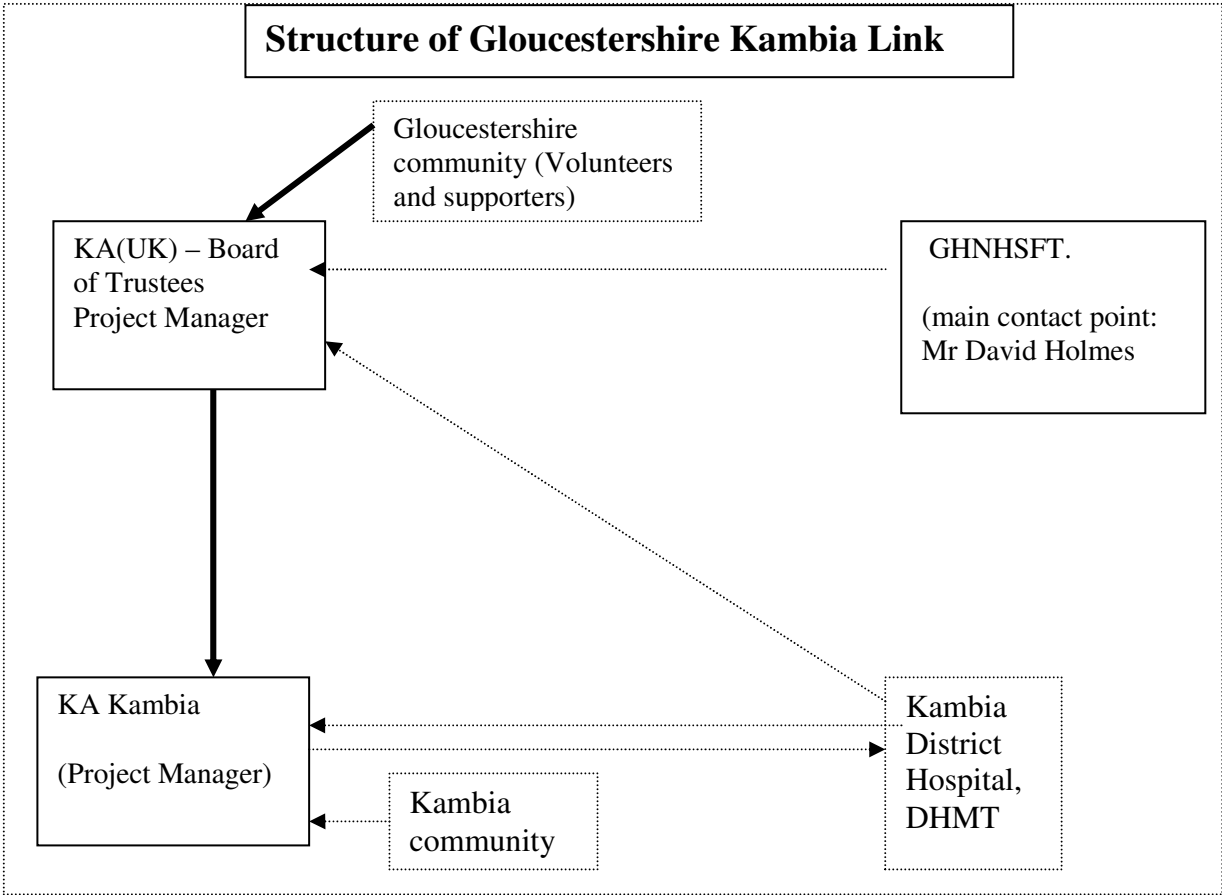 Structure of Gloucestershire Kambia Link
Gloucestershire
community (Volunteers
and supporters)
KA(UK) – Board
of Trustees
Project Manager
GHNHSFT.
(main contact point:
Mr David Holmes
KA Kambia
(Project Manager)
Kambia
community
Kambia
District
Hospital,
DHMT